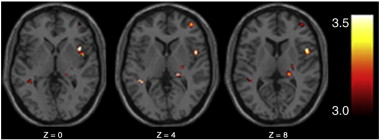 3.5
3.0
Z = 0 Z = 4 Z = 8